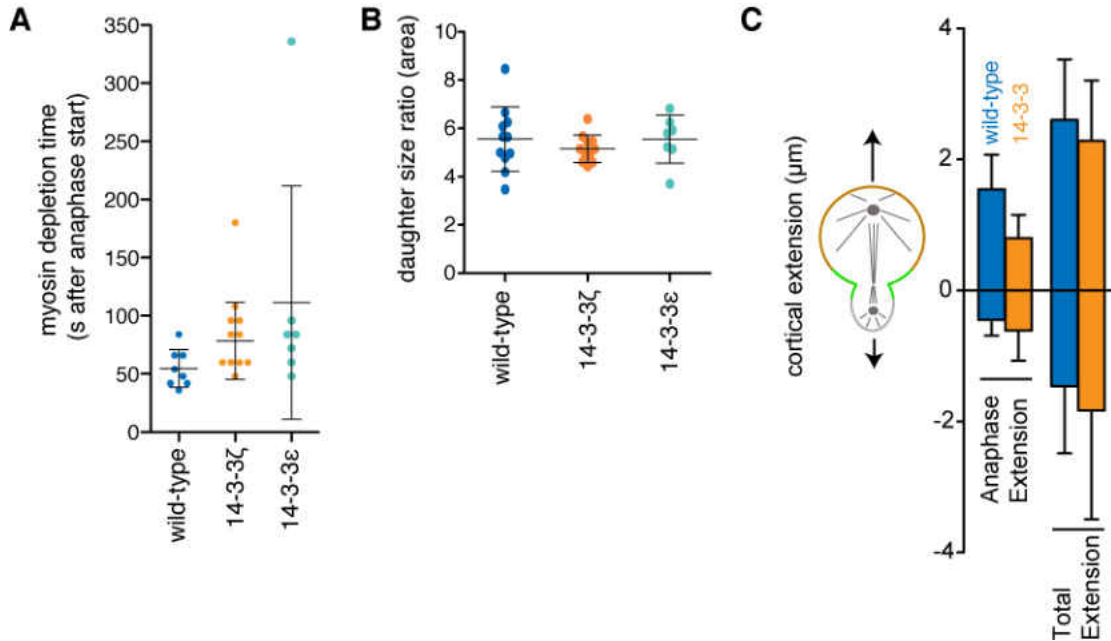 A
myosin depletion time
(s after anaphase start)
350
300
250
200
150
100
50
0
wild-type
14-3-3ζ
14-3-3ε
B
daughter size ratio (area)
10
8
6
4
2
0
wild-type
14-3-3ζ
14-3-3ε
C
cortical extension (µm)
4
2
0
-2
-4
wild-type
14-3-3
Anaphase
Extension
Total
Extension